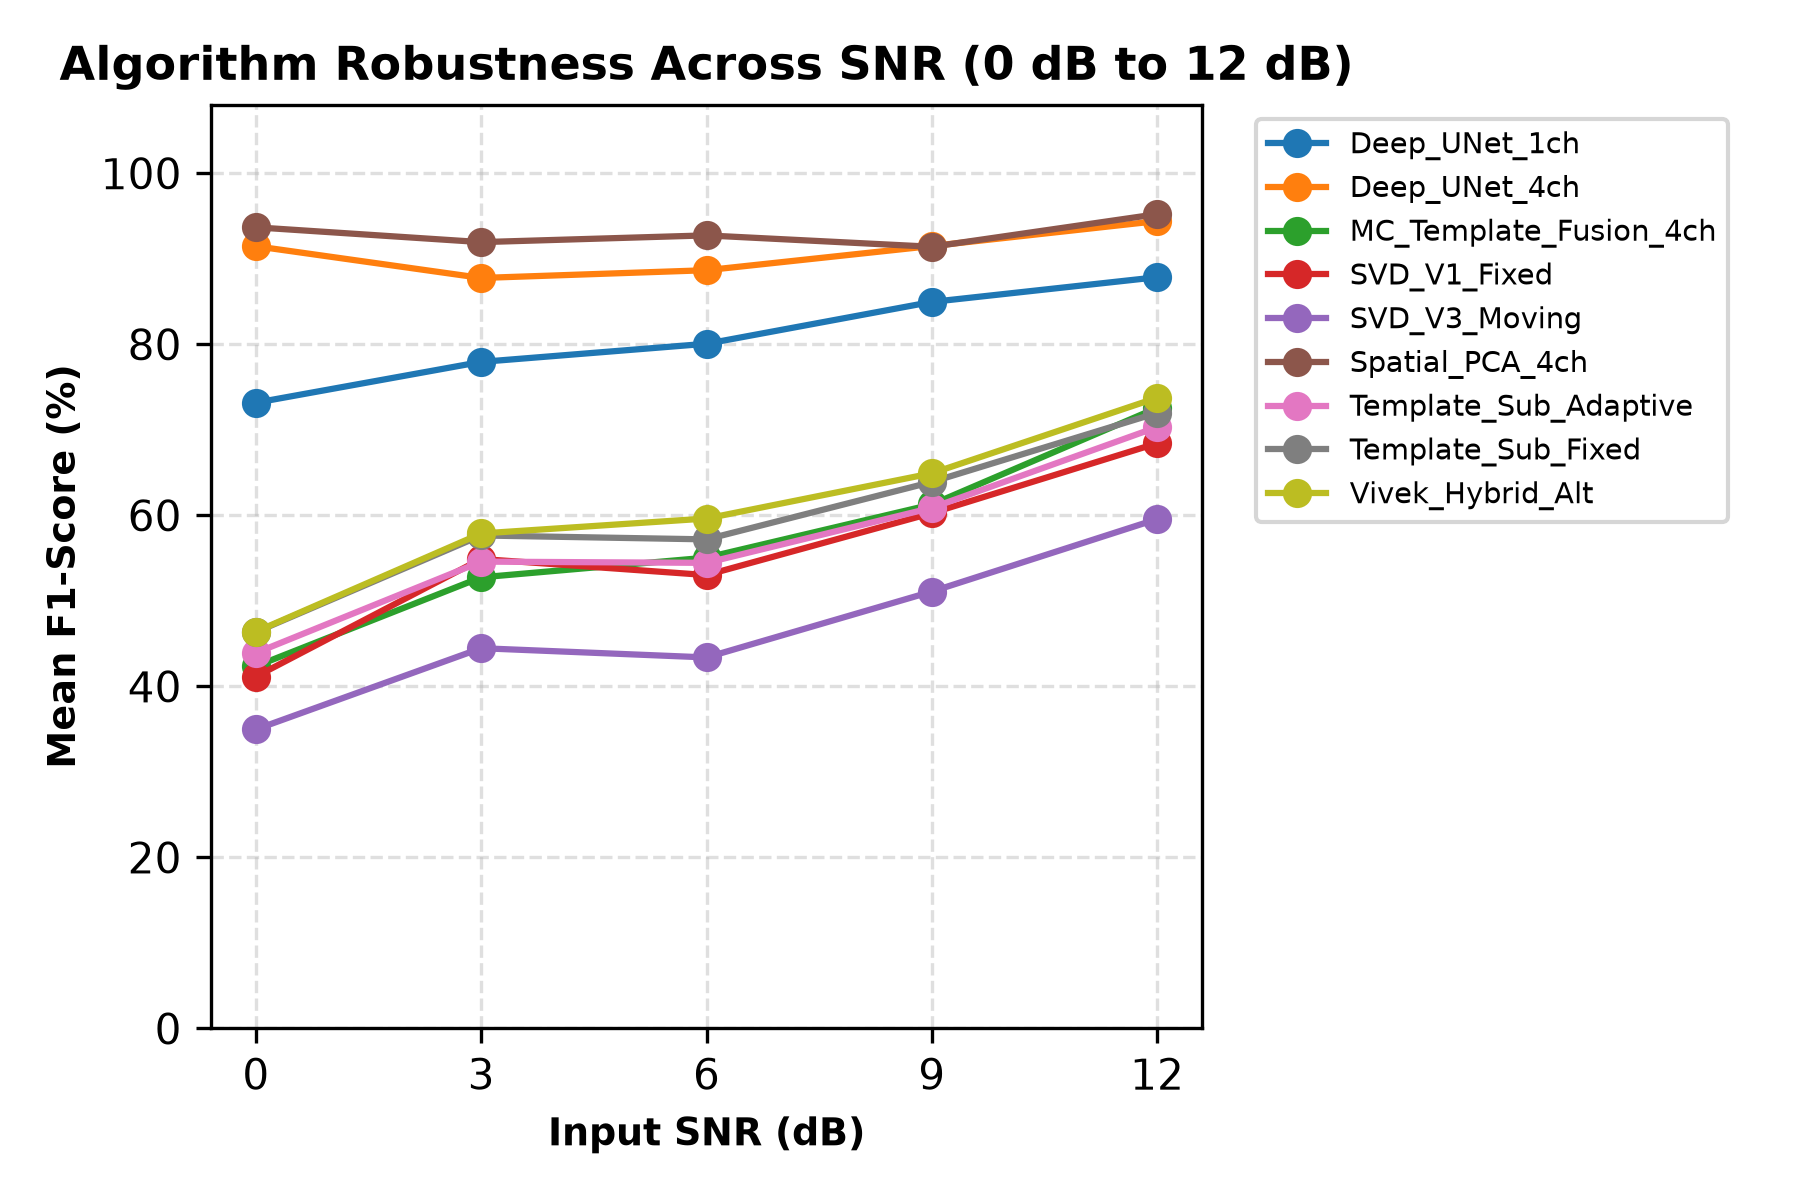 Algorithm Robustness Across SNR (0 dB to 12 dB)
Mean F1-Score (%)
100
80
60
40
20
0
0 3 6 9 12
Input SNR (dB)
Deep_UNet_1ch
Deep_UNet_4ch
MC_Template_Fusion_4ch
SVD_V1_Fixed
SVD_V3_Moving
Spatial_PCA_4ch
Template_Sub_Adaptive
Template_Sub_Fixed
Vivek_Hybrid_Alt